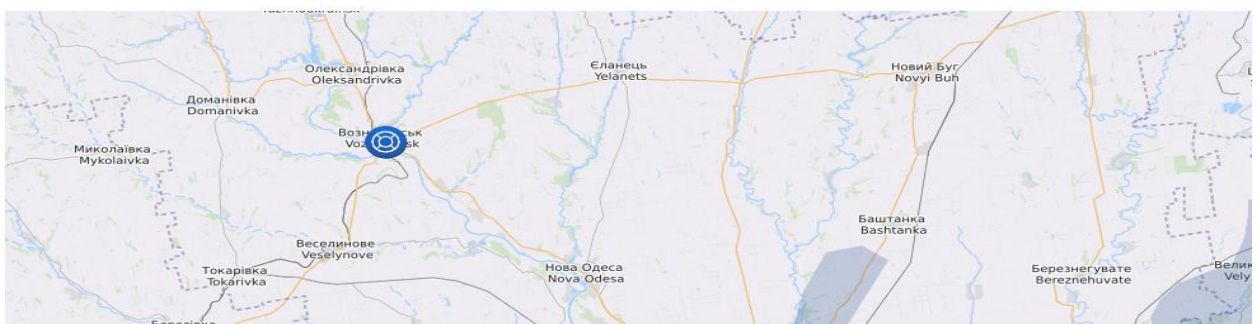 Олександрівка
Oleksandrivka
Єланець
Yelanets
Новий Буг
Novyi Buh
Доманівка
Domanivka
Миколаївка
Mykolaivka
Баштанка
Bashtanka
Веселинове
Veselynove
Токарівка
Tokarivka
Нова Одеса
Nova Odesa
Березнегувате
Bereznehuvate